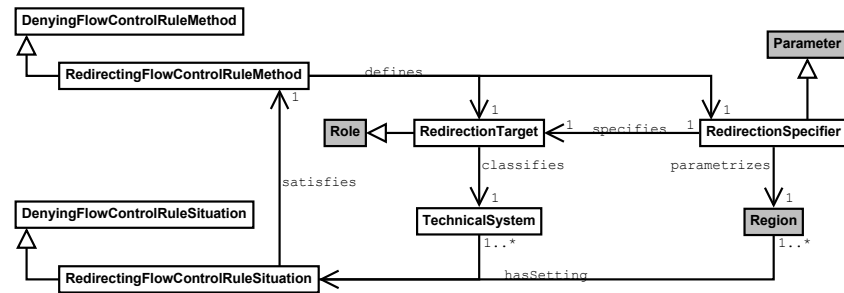 DenyingFlowControlRuleMethod
Parameter
RedirectingFlowControlRuleMethod
defines
1
1
1
Role
RedirectionTarget
1
specifies
1
RedirectionSpecifier
classifies
parametrizes
satisfies
1
1
DenyingFlowControlRuleSituation
TechnicalSystem
Region
1..*
1..*
RedirectingFlowControlRuleSituation
hasSetting